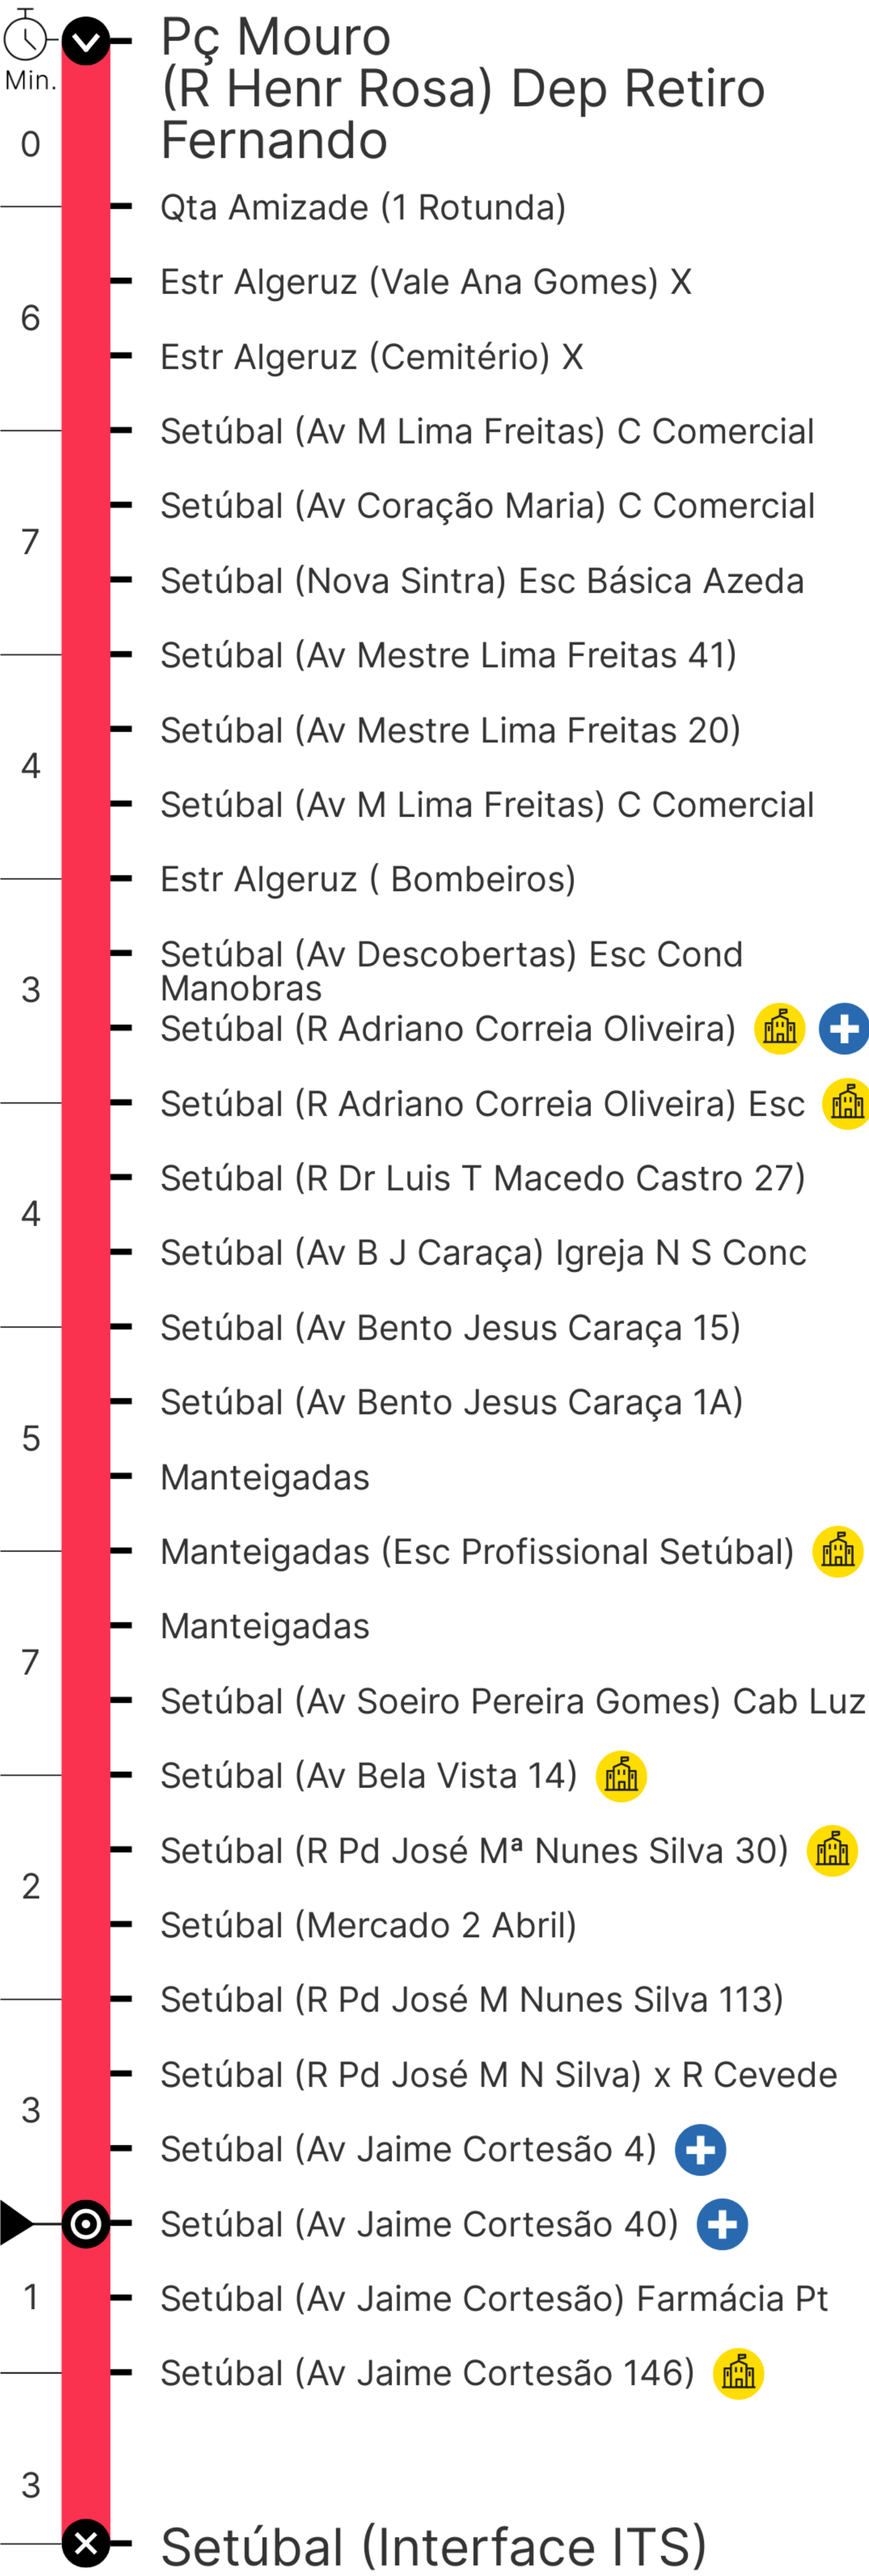 Pç Mouro
Min.
(R Henr Rosa) Dep Retiro
0
Fernando
Qta Amizade (1 Rotunda)
Estr Algeruz (Vale Ana Gomes) X
6
Estr Algeruz (Cemitério) X
Setúbal (Av M Lima Freitas) C Comercial
Setúbal (Av Coração Maria) C Comercial
7
Setúbal (Nova Sintra) Esc Básica Azeda
Setúbal (Av Mestre Lima Freitas 41)
Setúbal (Av Mestre Lima Freitas 20)
4
Setúbal (Av M Lima Freitas) C Comercial
Estr Algeruz ( Bombeiros)
Setúbal (Av Descobertas) Esc Cond
Manobras
3
Setúbal (R Adriano Correia Oliveira)
Setúbal (R Adriano Correia Oliveira) Esc
Setúbal (R Dr Luis T Macedo Castro 27)
4
Setúbal (Av B J Caraça) Igreja N S Conc
Setúbal (Av Bento Jesus Caraça 15)
Setúbal (Av Bento Jesus Caraça 1A)
5
Manteigadas
Manteigadas (Esc Profissional Setúbal)
Manteigadas
7
Setúbal (Av Soeiro Pereira Gomes) Cab Luz
Setúbal (Av Bela Vista 14)
Setúbal (R Pd José Mª Nunes Silva 30)
2
Setúbal (Mercado 2 Abril)
Setúbal (R Pd José M Nunes Silva 113)
Setúbal (R Pd José M N Silva) x R Cevede
3
Setúbal (Av Jaime Cortesão 4)
Setúbal (Av Jaime Cortesão 40)
1
Setúbal (Av Jaime Cortesão) Farmácia Pt
Setúbal (Av Jaime Cortesão 146)
3
Setúbal (Interface ITS)